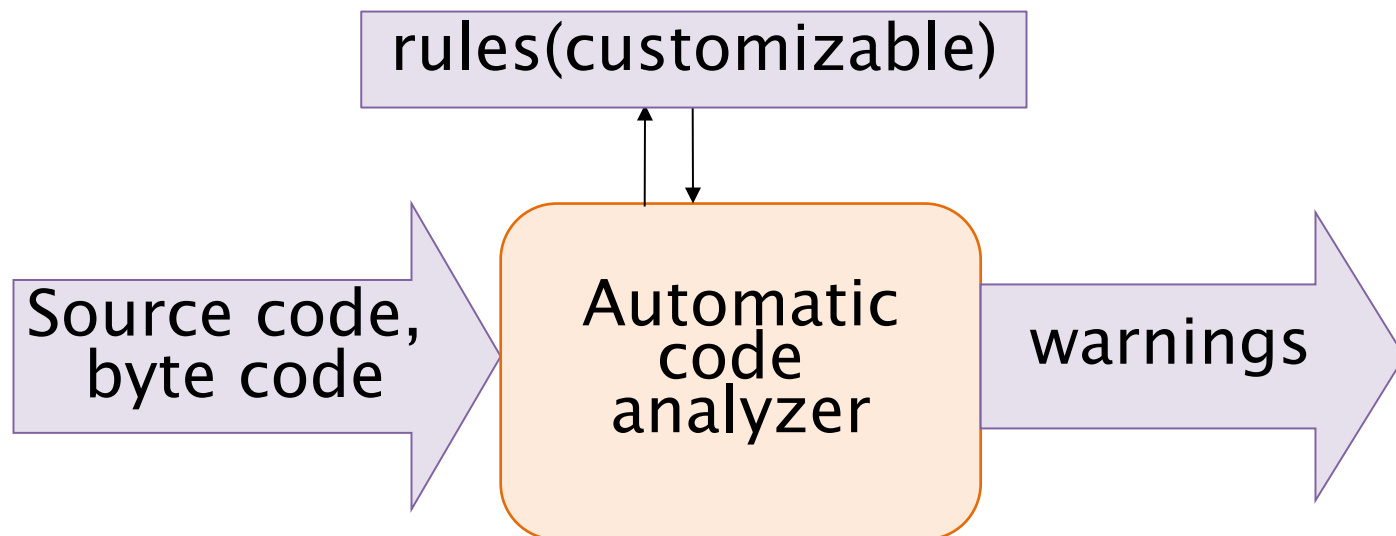 rules(customizable)
Source code,
byte code
Automatic
code
analyzer
warnings